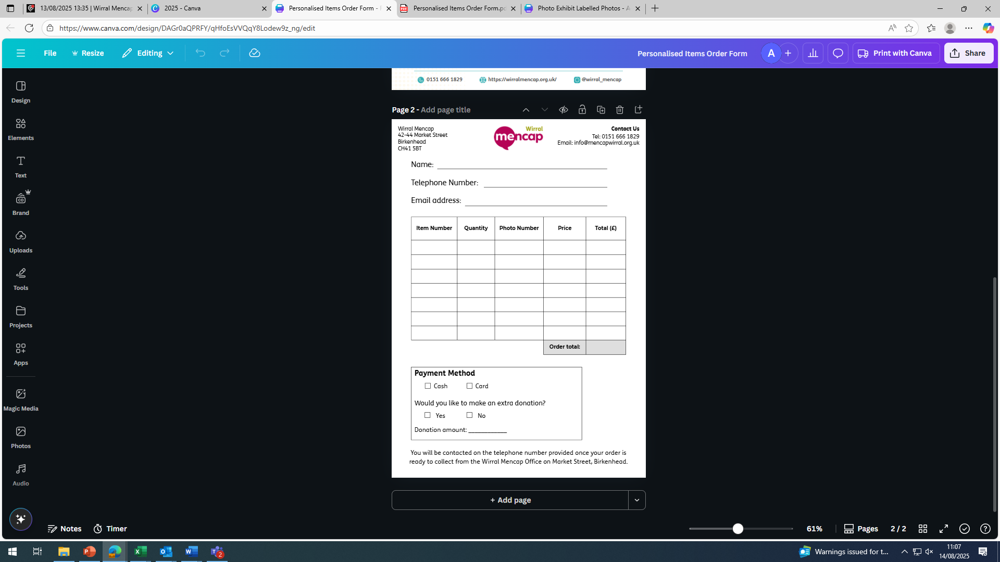 13/08/2025 13:35 | Wirral Mencap
2025 - Canva
Personalised Items Order Form -
Personalised Items Order Form.pd
Photo Exhibit Labelled Photos - A
https://www.canva.com/design/DAGr0aQPRFY/qHfoEsVVQqY8Lodew9z_ng/edit
File
Resize
Editing
Personalised Items Order Form
A
Print with Canva
Share
Design
Elements
Text
Brand
Uploads
Tools
Projects
Apps
Magic Media
Photos
Audio
0151 666 1829
https://wirralmencap.org.uk/
@wirral_mencap
Page 2 - Add page title
Wirral Mencap
42-44 Market Street
Birkenhead
CH41 5BT
Wirral
mencap
Contact Us
Tel: 0151 666 1829
Email: info@mencapwirral.org.uk
Name:
Telephone Number:
Email address:
Item Number Quantity Photo Number Price Total (£)
Order total:
Payment Method
Cash Card
Would you like to make an extra donation?
Yes No
Donation amount: ____________
You will be contacted on the telephone number provided once your order is
ready to collect from the Wirral Mencap Office on Market Street, Birkenhead.
+ Add page
Notes
Timer
61%
Pages
2 / 2
Warnings issued for t...
11:07
14/08/2025